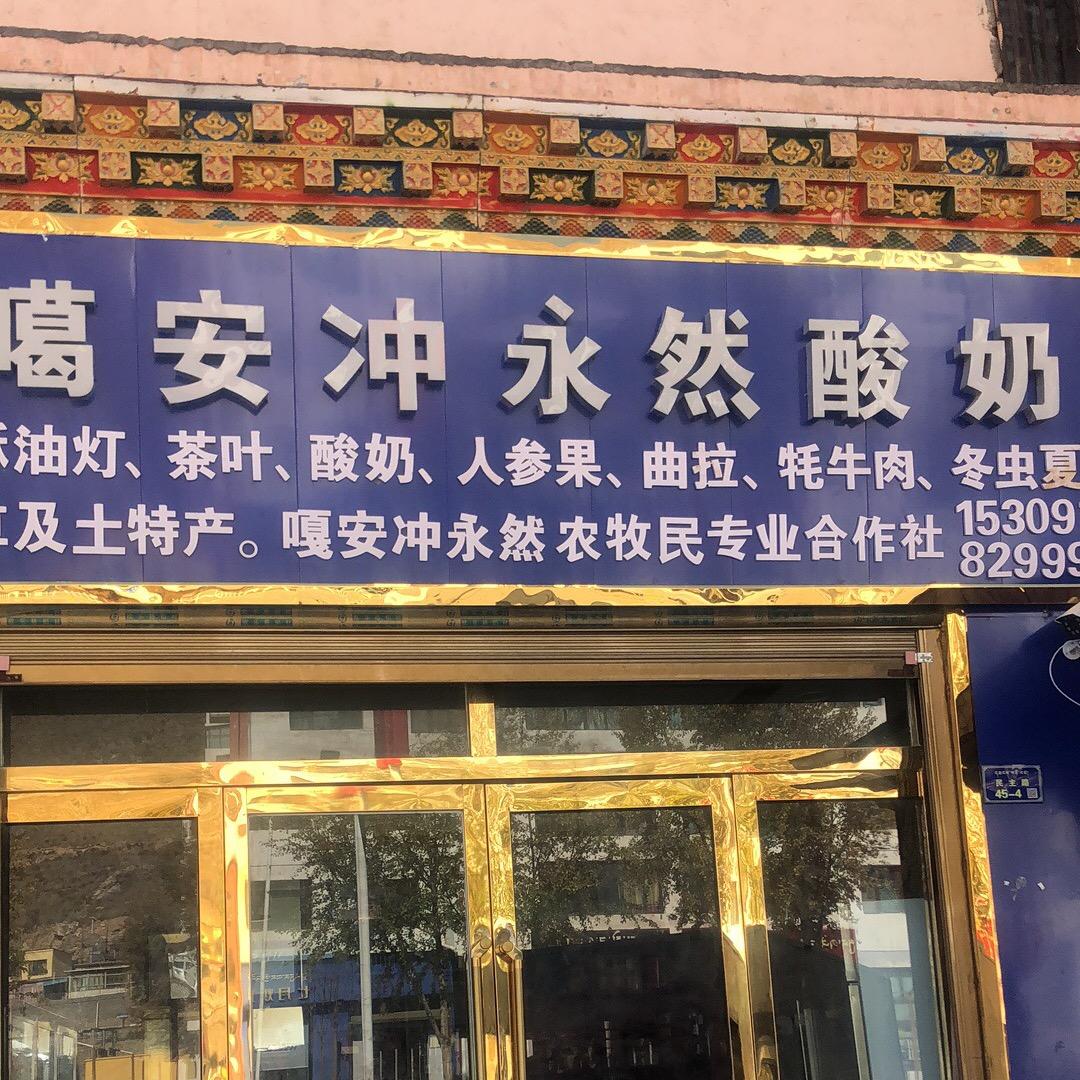 噶安冲永然酸奶
油灯、茶叶、酸奶、人参果、曲拉、牦牛肉、冬虫夏
及土特产。嘎安冲永然农牧民专业合作社
15309
82999
民主路
45-4